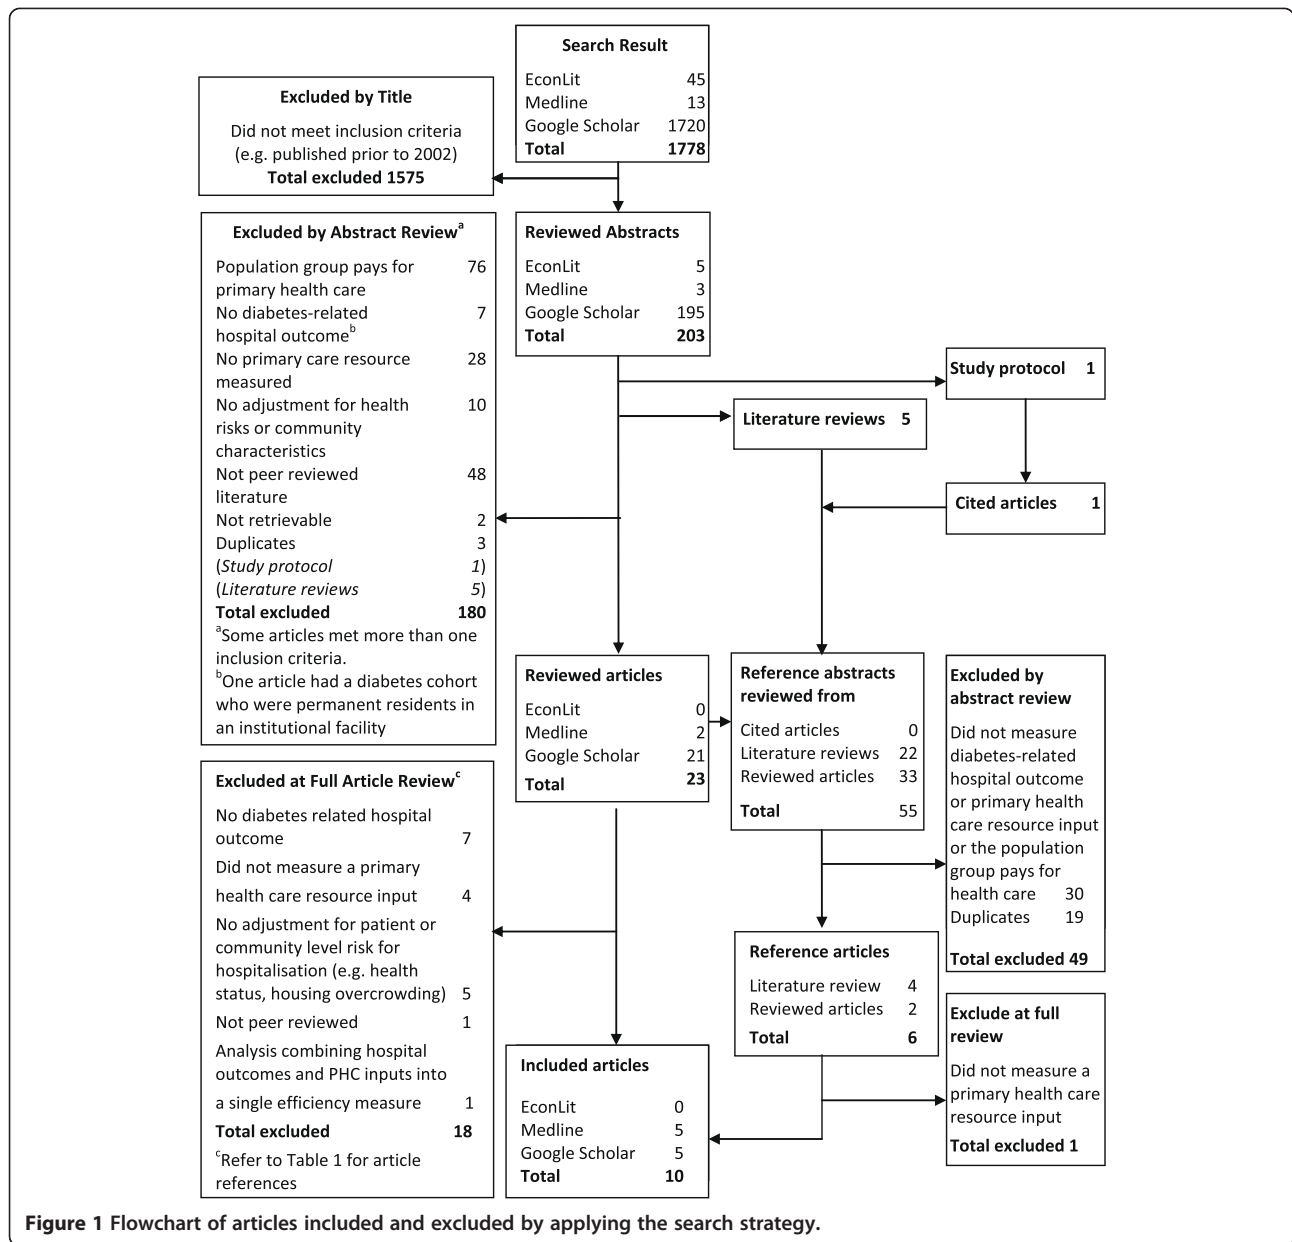 Search Result
EconLit 45
Medline 13
Google Scholar 1720
Total 1778
Excluded by Title
Did not meet inclusion criteria
(e.g. published prior to 2002)
Total excluded 1575
Excluded by Abstract Review^a
Population group pays for 76
primary health care
No diabetes-related 7
hospital outcome^b
No primary care resource 28
measured
No adjustment for health 10
risks or community
characteristics
Not peer reviewed 48
literature
Not retrievable 2
Duplicates 3
(Study protocol 1)
(Literature reviews 5)
Total excluded 180
^aSome articles met more than one
inclusion criteria.
^bOne article had a diabetes cohort
who were permanent residents in
an institutional facility
Reviewed Abstracts
EconLit 5
Medline 3
Google Scholar 195
Total 203
Study protocol 1
Literature reviews 5
Cited articles 1
Reviewed articles
EconLit 0
Medline 2
Google Scholar 21
Total 23
Reference abstracts
reviewed from
Cited articles 0
Literature reviews 22
Reviewed articles 33
Total 55
Excluded by
abstract review
Did not measure
diabetes-related
hospital outcome
or primary health
care resource input
or the population
group pays for
health care 30
Duplicates 19
Total excluded 49
Excluded at Full Article Review^c
No diabetes related hospital
outcome 7
Did not measure a primary
health care resource input 4
No adjustment for patient or
community level risk for
hospitalisation (e.g. health
status, housing overcrowding) 5
Not peer reviewed 1
Analysis combining hospital
outcomes and PHC inputs into
a single efficiency measure 1
Total excluded 18
^cRefer to Table 1 for article
references
Reference articles
Literature review 4
Reviewed articles 2
Total 6
Exclude at full
review
Did not measure a
primary health care
resource input
Total excluded 1
Included articles
EconLit 0
Medline 5
Google Scholar 5
Total 10
Figure 1 Flowchart of articles included and excluded by applying the search strategy.